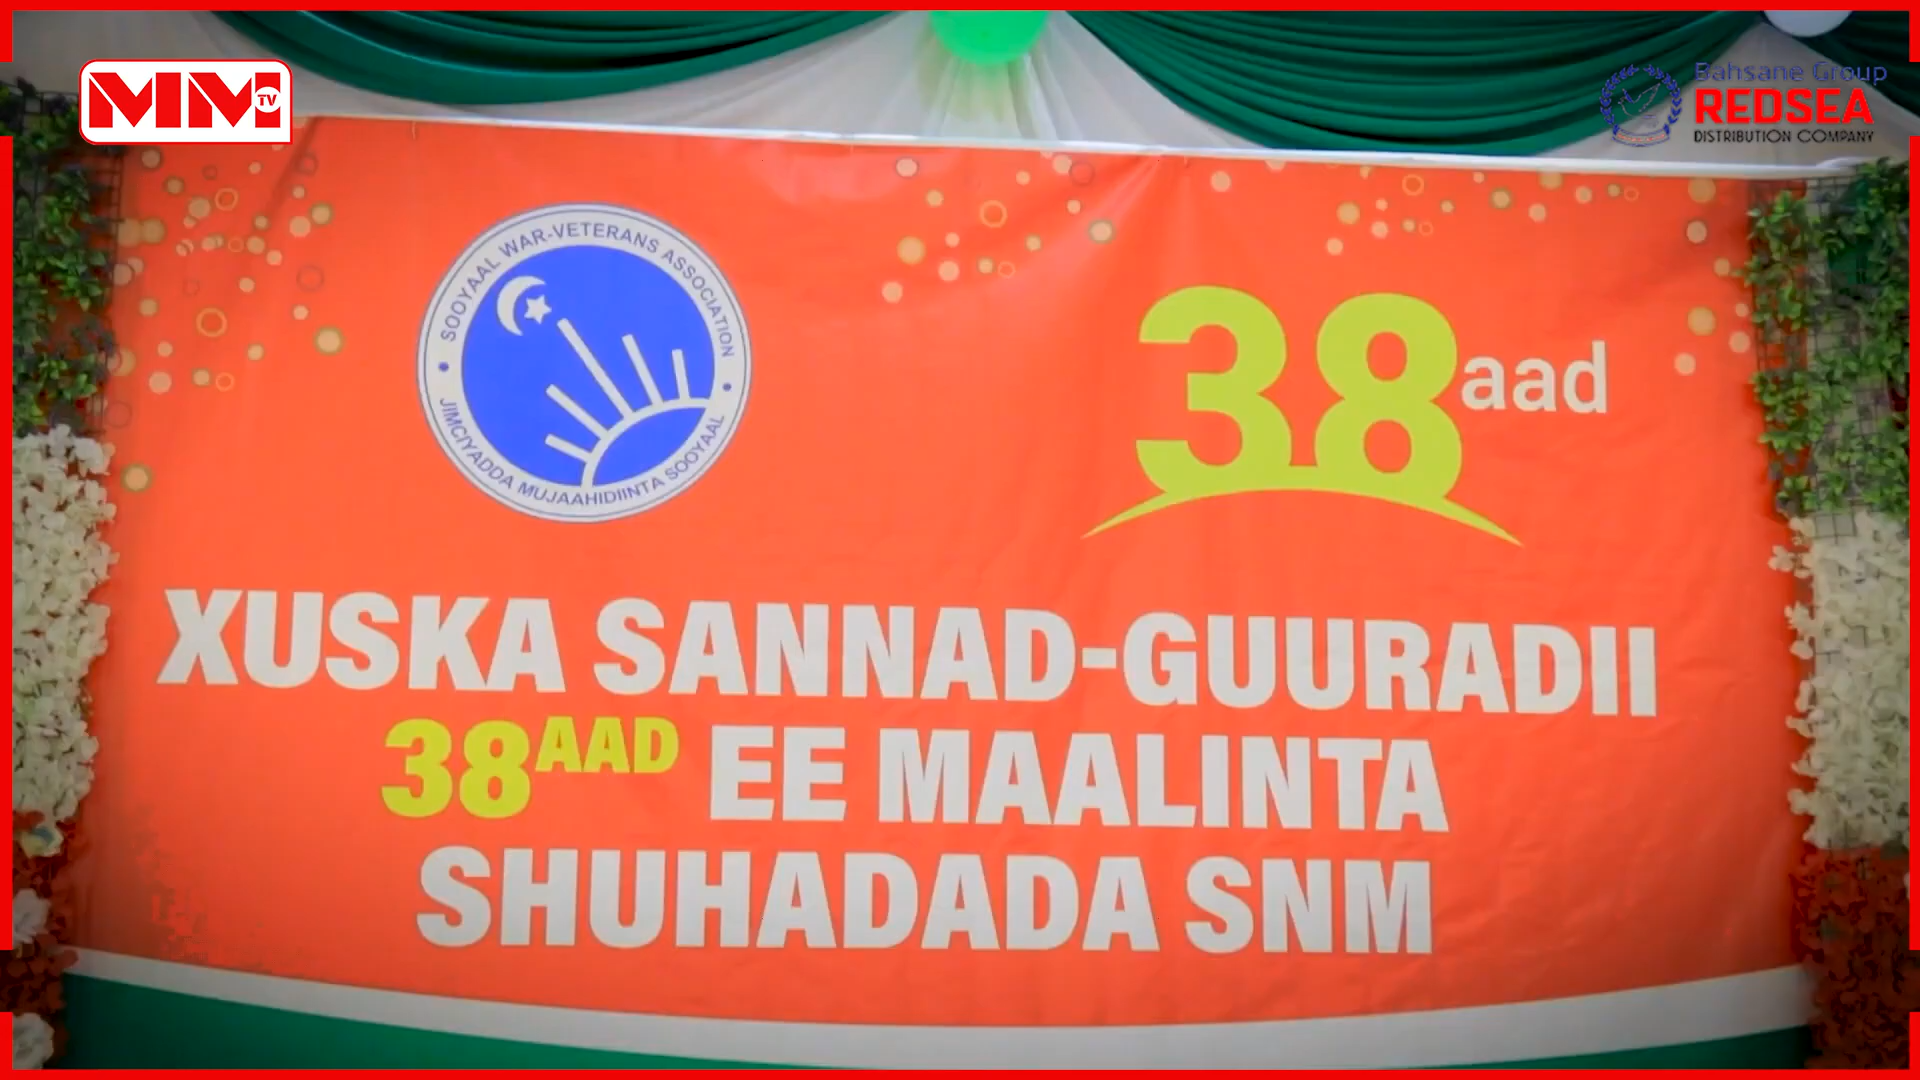 MM TV
Bahsane Group
REDSEA
DISTRIBUTION COMPANY
SOOYAAL WAR-VETERANS ASSOCIATION
JIMCIYADDA MUJAAHIDIINTA SOOYAAL
38aad
XUSKA SANNAD-GUURADII
38AAD EE MAALINTA
SHUHADADA SNM